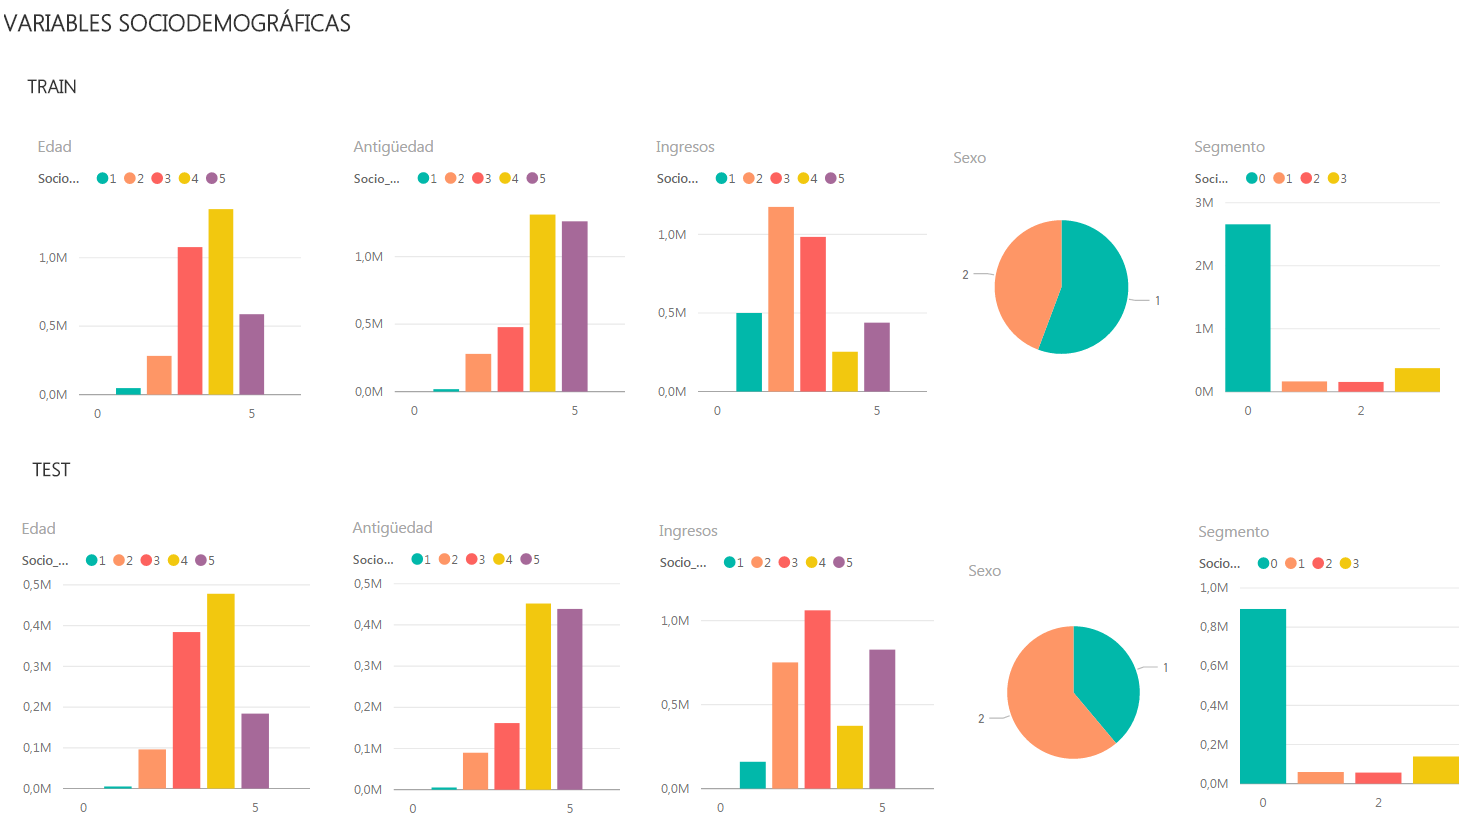 VARIABLES SOCIODEMOGRÁFICAS
TRAIN
Edad
Socio... 1 2 3 4 5
1,0M
0,5M
0,0M
0 5
Antigüedad
Socio_... 1 2 3 4 5
1,0M
0,5M
0,0M
0 5
Ingresos
Socio... 1 2 3 4 5
1,0M
0,5M
0,0M
0 5
Sexo
2
1
Segmento
Soci... 0 1 2 3
3M
2M
1M
0M
0 2
TEST
Edad
Socio_... 1 2 3 4 5
0,5M
0,4M
0,3M
0,2M
0,1M
0,0M
0 5
Antigüedad
Socio... 1 2 3 4 5
0,5M
0,4M
0,3M
0,2M
0,1M
0,0M
0 5
Ingresos
Socio_... 1 2 3 4 5
1,0M
0,5M
0,0M
0 5
Sexo
1
2
Segmento
Socio... 0 1 2 3
1,0M
0,8M
0,6M
0,4M
0,2M
0,0M
0 2